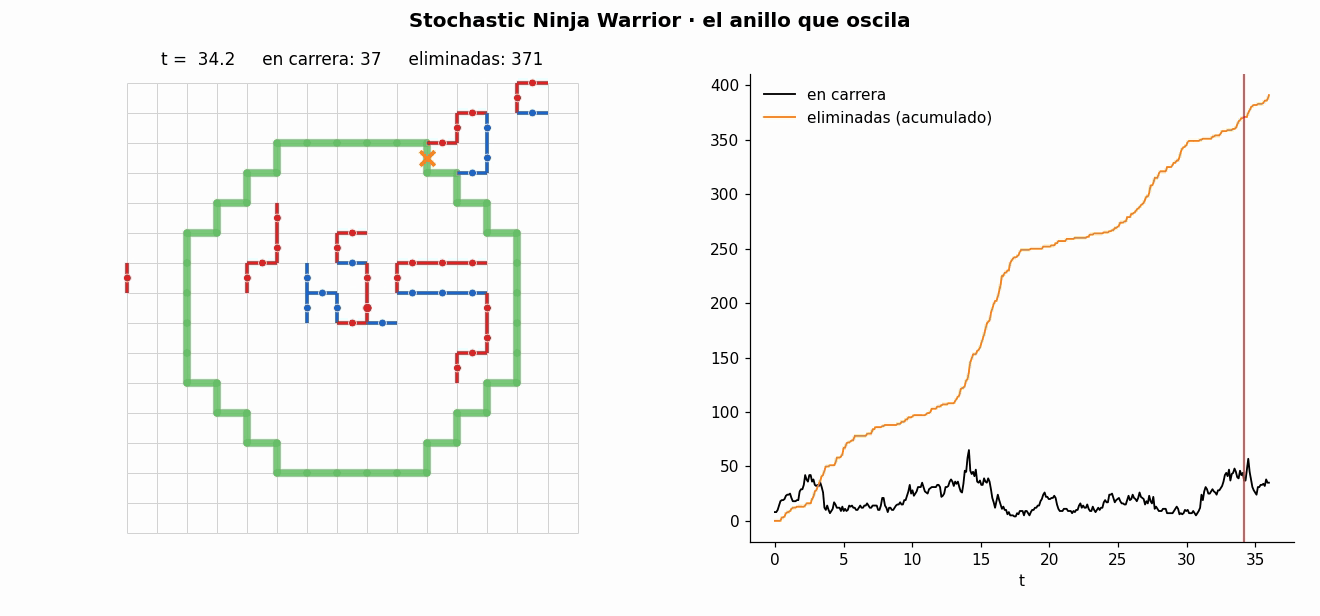 Stochastic Ninja Warrior · el anillo que oscila
t =  34.2     en carrera: 37     eliminadas: 371
en carrera
eliminadas (acumulado)
400
350
300
250
200
150
100
50
0
0 5 10 15 20 25 30 35
t